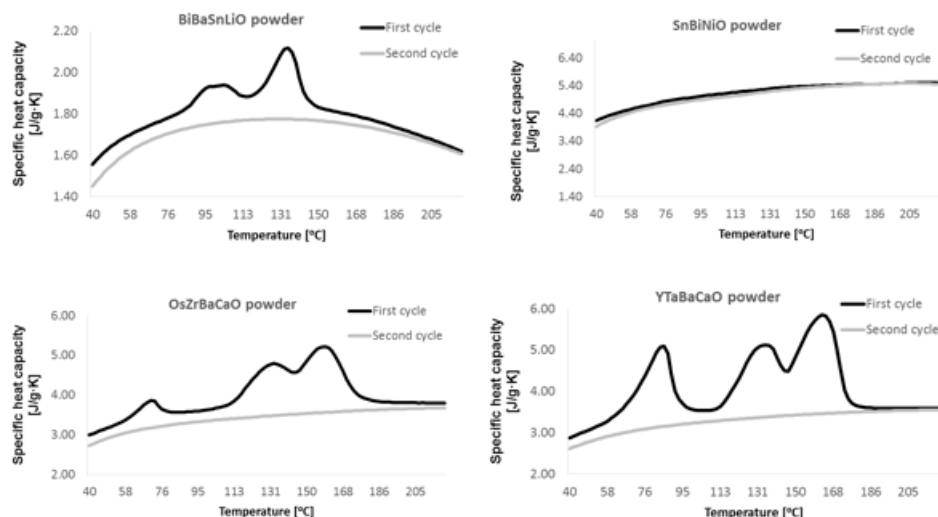 BiBaSnLiO powder
First cycle
Second cycle
Specific heat capacity
[J/g·K]
2.20
2.00
1.80
1.60
1.40
40 58 76 95 113 131 150 168 186 205
Temperature [°C]
SnBiNiO powder
First cycle
Second cycle
Specific heat capacity
[J/g·K]
6.40
5.40
4.40
3.40
2.40
1.40
40 58 76 95 113 131 150 168 186 205
Temperature [°C]
OsZrBaCaO powder
First cycle
Second cycle
Specific heat capacity
[J/g·K]
6.00
5.00
4.00
3.00
2.00
40 58 76 95 113 131 150 168 186 205
Temperature [°C]
YTaBaCaO powder
First cycle
Second cycle
Specific heat capacity
[J/g·K]
6.00
5.00
4.00
3.00
2.00
40 58 76 95 113 131 150 168 186 205
Temperature [°C]